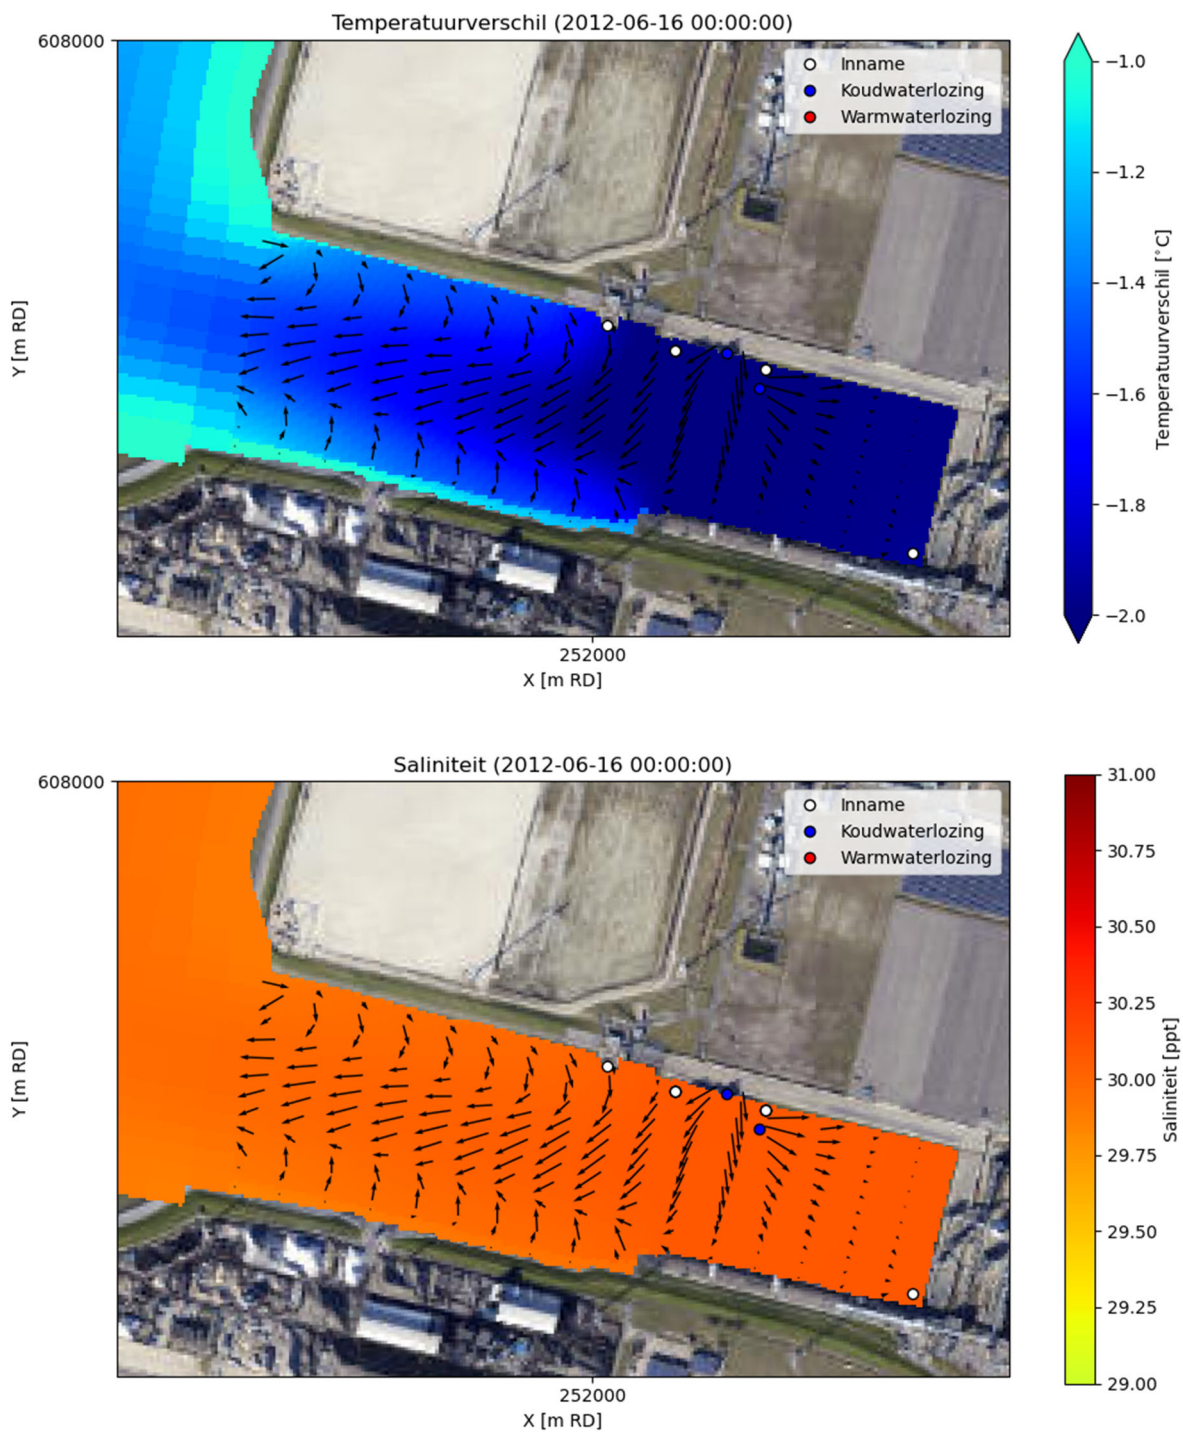 Temperatuurverschil (2012-06-16 00:00:00)
608000
Inname
Koudwaterlozing
Warmwaterlozing
Y [m RD]
252000
X [m RD]
−1.0
−1.2
−1.4
−1.6
−1.8
−2.0
Temperatuurverschil [°C]
Saliniteit (2012-06-16 00:00:00)
608000
Inname
Koudwaterlozing
Warmwaterlozing
Y [m RD]
252000
X [m RD]
31.00
30.75
30.50
30.25
30.00
29.75
29.50
29.25
29.00
Saliniteit [ppt]